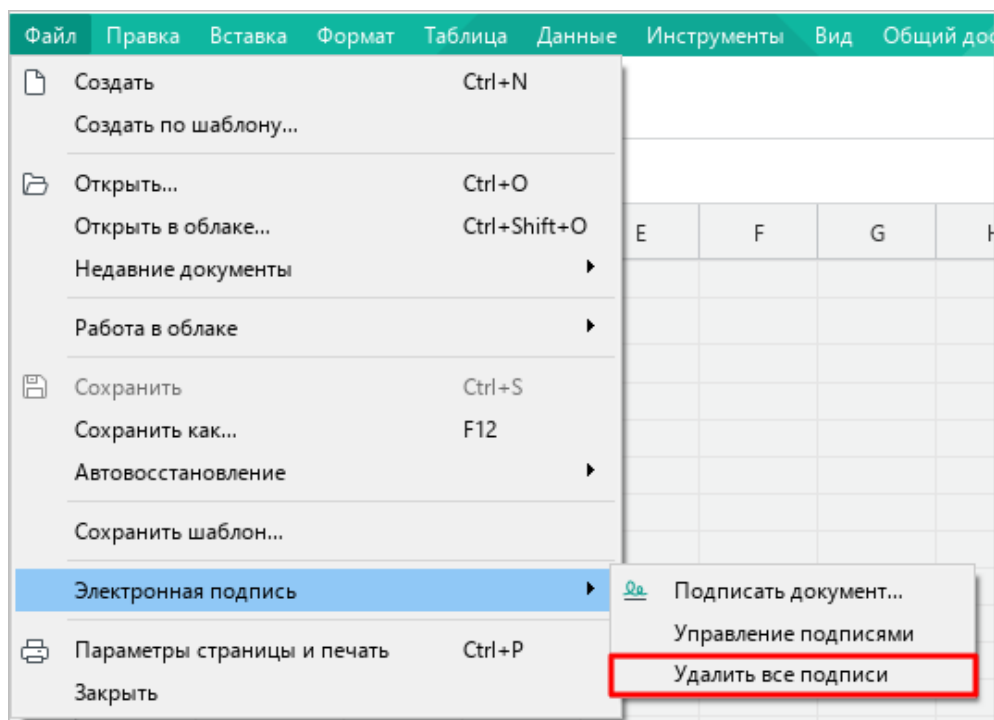 Файл Правка Вставка Формат Таблица Данные Инструменты Вид Общий
Создать Ctrl+N
Создать по шаблону...
Открыть... Ctrl+O
Открыть в облаке... Ctrl+Shift+O
E F G H
Недавние документы
Работа в облаке
Сохранить Ctrl+S
Сохранить как... F12
Автовосстановление
Сохранить шаблон...
Электронная подпись
Подписать документ...
Управление подписями
Удалить все подписи
Параметры страницы и печать Ctrl+P
Закрыть